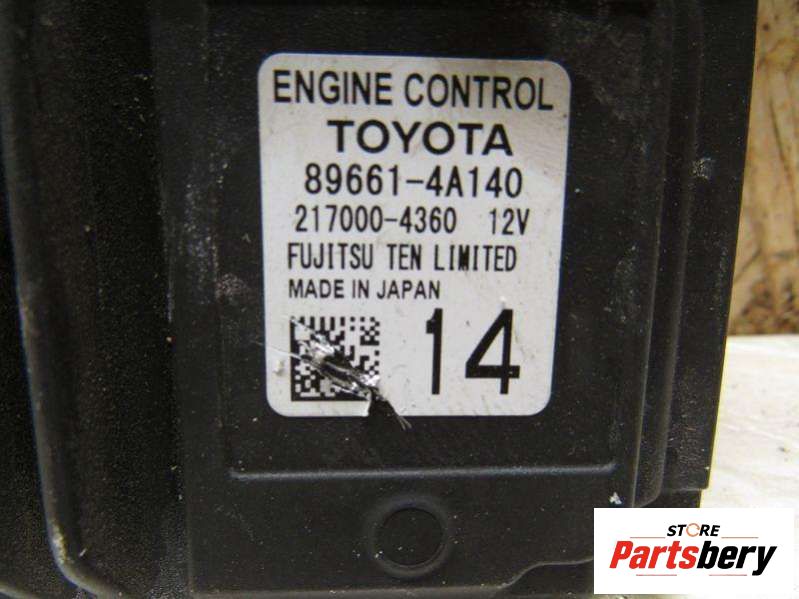 ENGINE CONTROL
TOYOTA
89661-4A140
217000-4360 12V
FUJITSU TEN LIMITED
MADE IN JAPAN
14
STORE
Partsbery